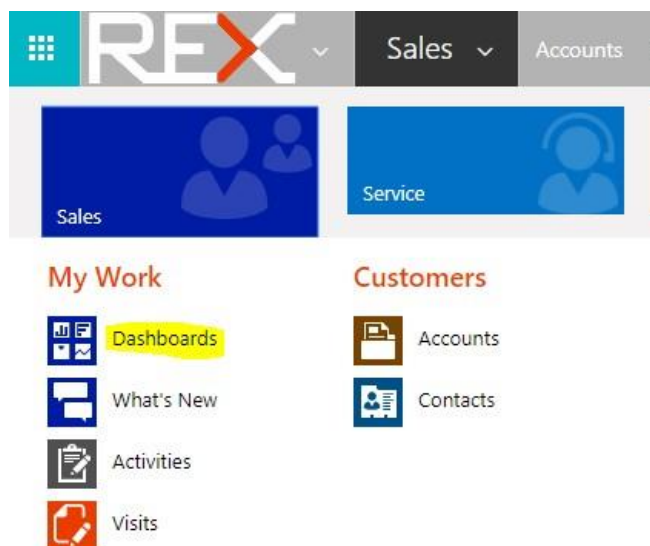 REX Sales Accounts
Sales
Service
My Work
Customers
Dashboards
Accounts
What's New
Contacts
Activities
Visits